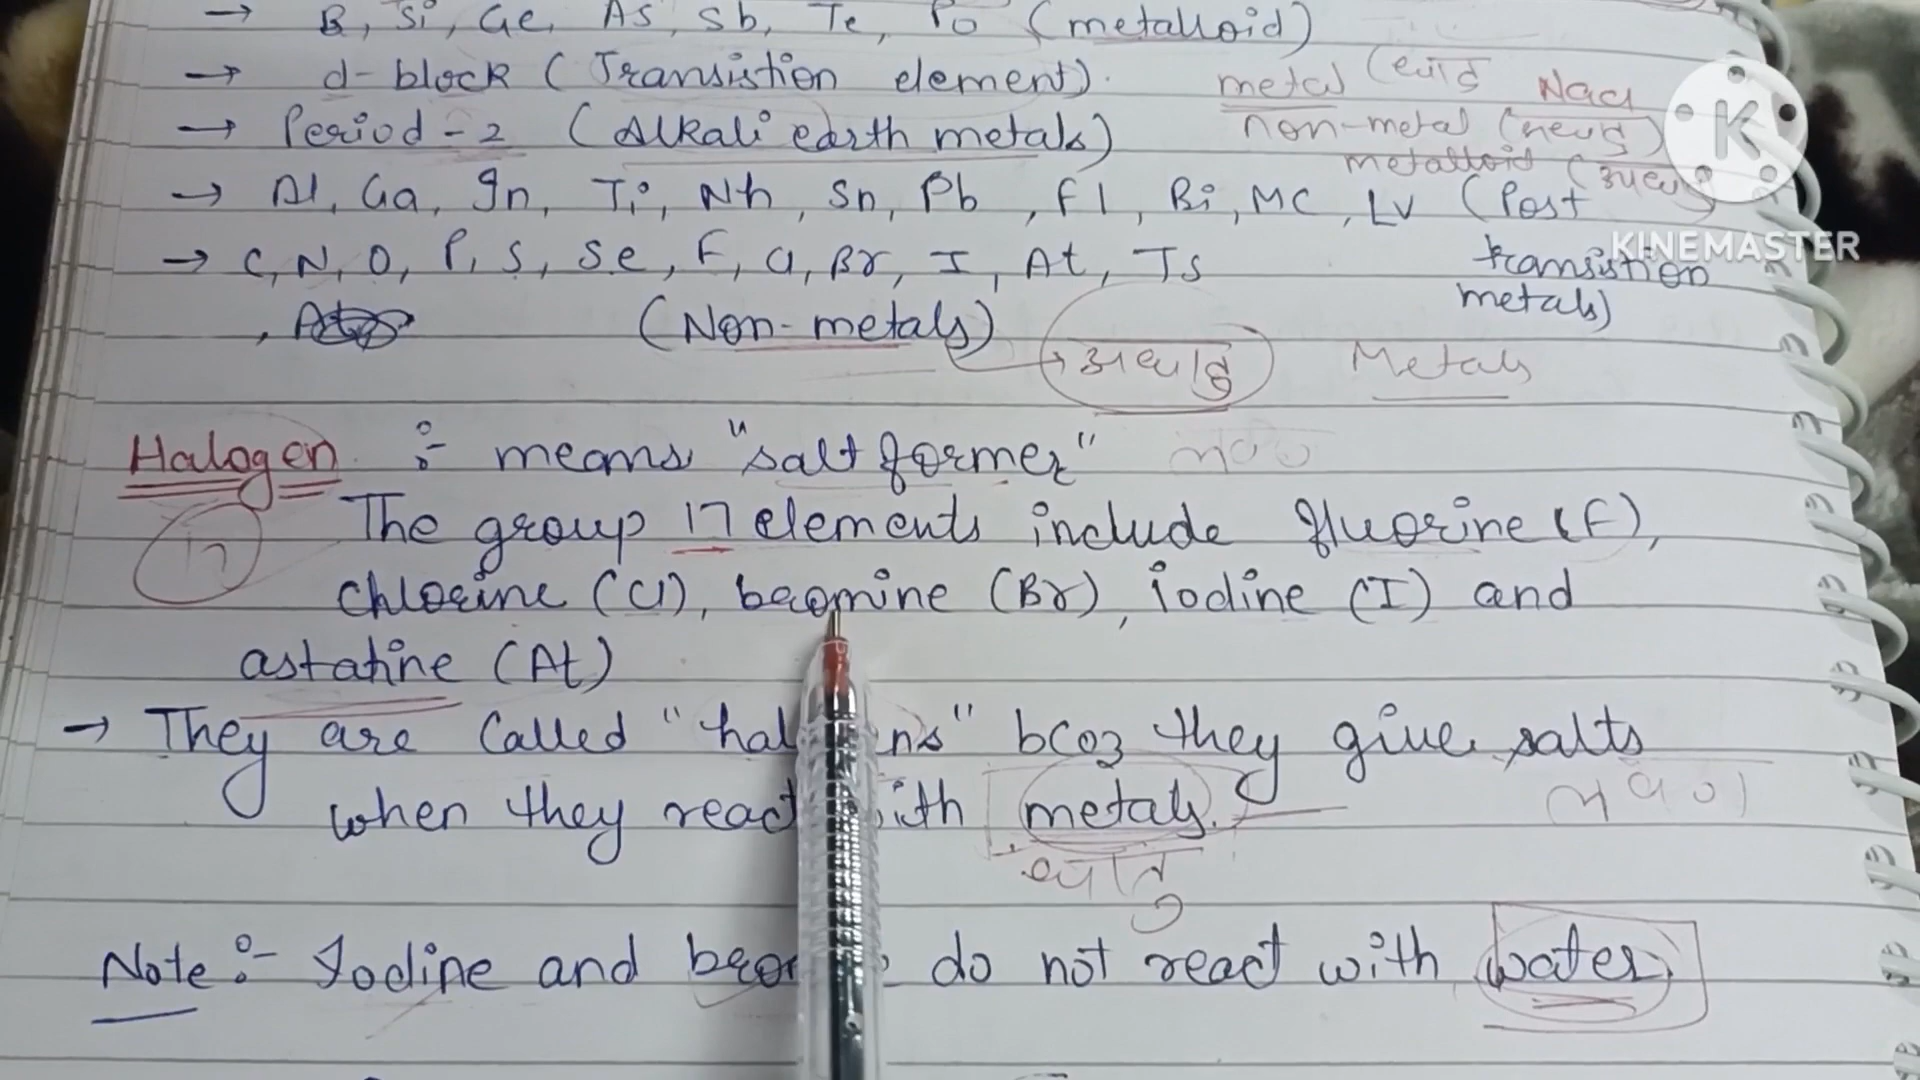 → B, Si, Ge, As, Sb, Te, Po (metalloid)
→ d-block (Transistion element).
metal (धातु NaCl
→ Period-2 (Alkali earth metals)
non-metal
metalloid
→ Al, Ga, In, Ti, Nh, Sn, Pb, Fl, Bi, MC, LV (Post
transistion
metals)
KINEMASTER
→ C, N, O, P, S, Se, F, Cl, Br, I, At, Ts
(Non-metals)
अधातु
Metals
Halogen :- means "salt former"
17
The group 17 elements include fluorine (F),
chlorine (Cl), bromine (Br), iodine (I) and
astatine (At)
→ They are called "hal ns" bcoz they give salts
when they react with metals.
धातु
Note :- Iodine and do not react with water